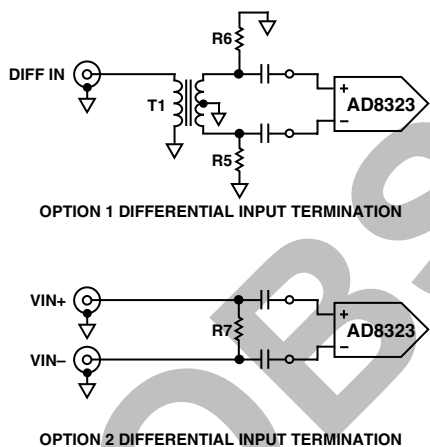 R6
DIFF IN
T1
+
AD8323
−
R5
OPTION 1 DIFFERENTIAL INPUT TERMINATION
VIN+
+
R7
AD8323
−
VIN–
OPTION 2 DIFFERENTIAL INPUT TERMINATION
OBS